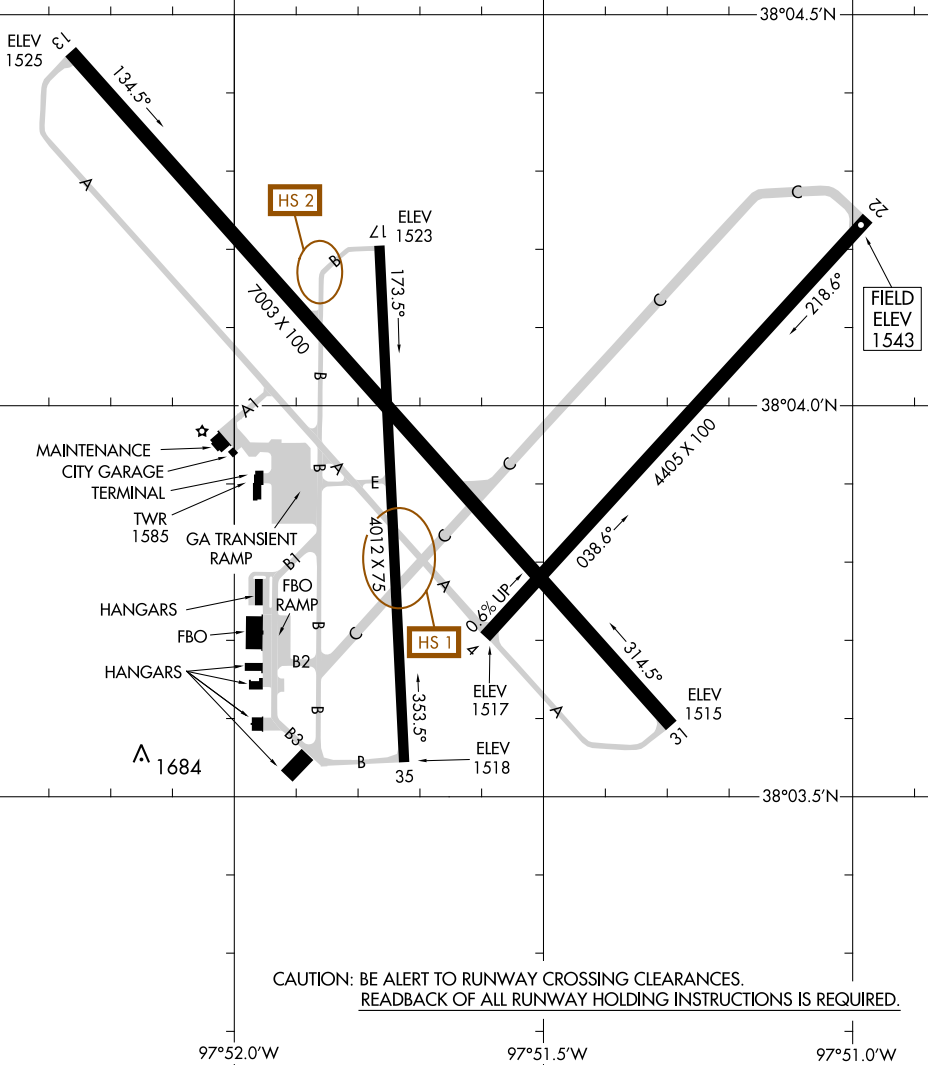 38°04.5'N
ELEV
1525
13
134.5°
A
HS 2
B
17
ELEV
1523
173.5°
C
22
218.6°
FIELD
ELEV
1543
C
7003 X 100
B
A1
38°04.0'N
MAINTENANCE
CITY GARAGE
TERMINAL
TWR
1585
GA TRANSIENT
RAMP
B
A
E
C
4405 X 100
4012 X 75
C
038.6°
B1
FBO
RAMP
A
0.6% UP
HANGARS
FBO
B
C
HS 1
4
HANGARS
B2
314.5°
ELEV
1517
ELEV
1515
31
353.5°
B
A
B3
B
35
ELEV
1518
1684
38°03.5'N
CAUTION: BE ALERT TO RUNWAY CROSSING CLEARANCES.
READBACK OF ALL RUNWAY HOLDING INSTRUCTIONS IS REQUIRED.
97°52.0'W
97°51.5'W
97°51.0'W